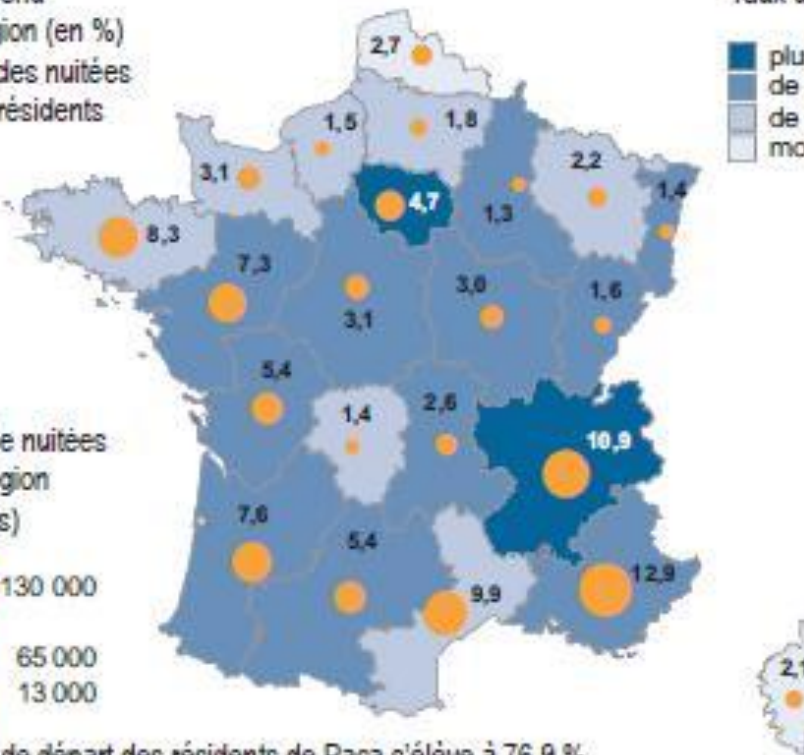 gion (en %)
des nuitées
résidents
plu
de
de
mo
2,7
1,5
1,8
3,1
4,7
2,2
1,4
1,3
8,3
7,3
3,1
3,0
1,6
5,4
1,4
2,6
10,9
7,6
5,4
9,9
12,9
2,1
e nuitées
gion
s)
130 000
65 000
13 000
de départ des résidents de Paca s'élève à 76,9 %